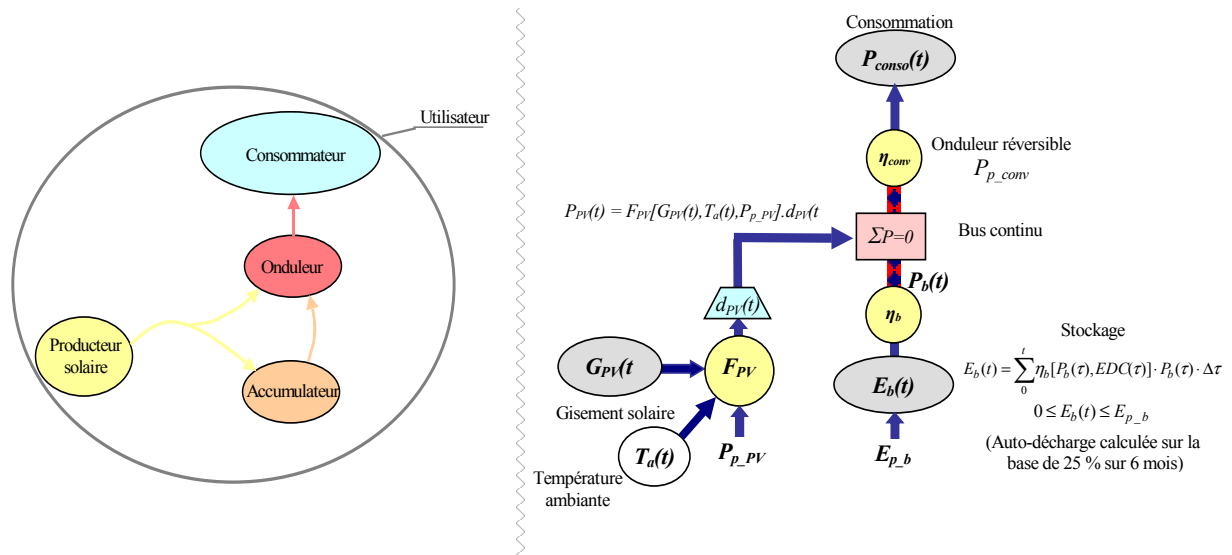 Utilisateur
Consommateur
Onduleur
Producteur
solaire
Accumulateur
Consommation
P_conso(t)
η_conv
Onduleur réversible
P_p_conv
P_PV(t) = F_PV[G_PV(t),T_a(t),P_p_PV].d_PV(t
ΣP=0
Bus continu
P_b(t)
d_PV(t)
η_b
Stockage
G_PV(t
F_PV
E_b(t)
E_b(t) = ∑_0^t η_b[P_b(τ), EDC(τ)]·P_b(τ)·Δτ
Gisement solaire
0 ≤ E_b(t) ≤ E_p_b
T_a(t)
P_p_PV
E_p_b
(Auto-décharge calculée sur la
base de 25 % sur 6 mois)
Température
ambiante